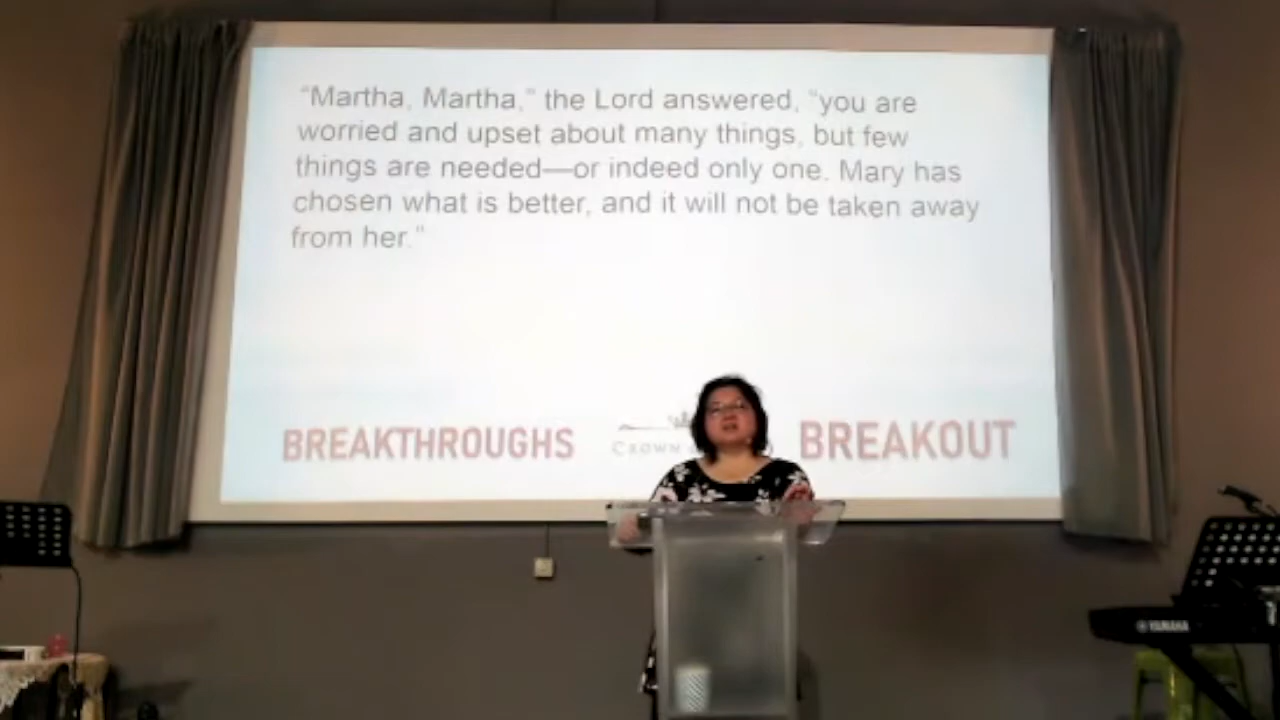 “Martha, Martha,” the Lord answered, “you are
worried and upset about many things, but few
things are needed—or indeed only one. Mary has
chosen what is better, and it will not be taken away
from her.”
BREAKTHROUGHS
CROWN
BREAKOUT
YAMAHA